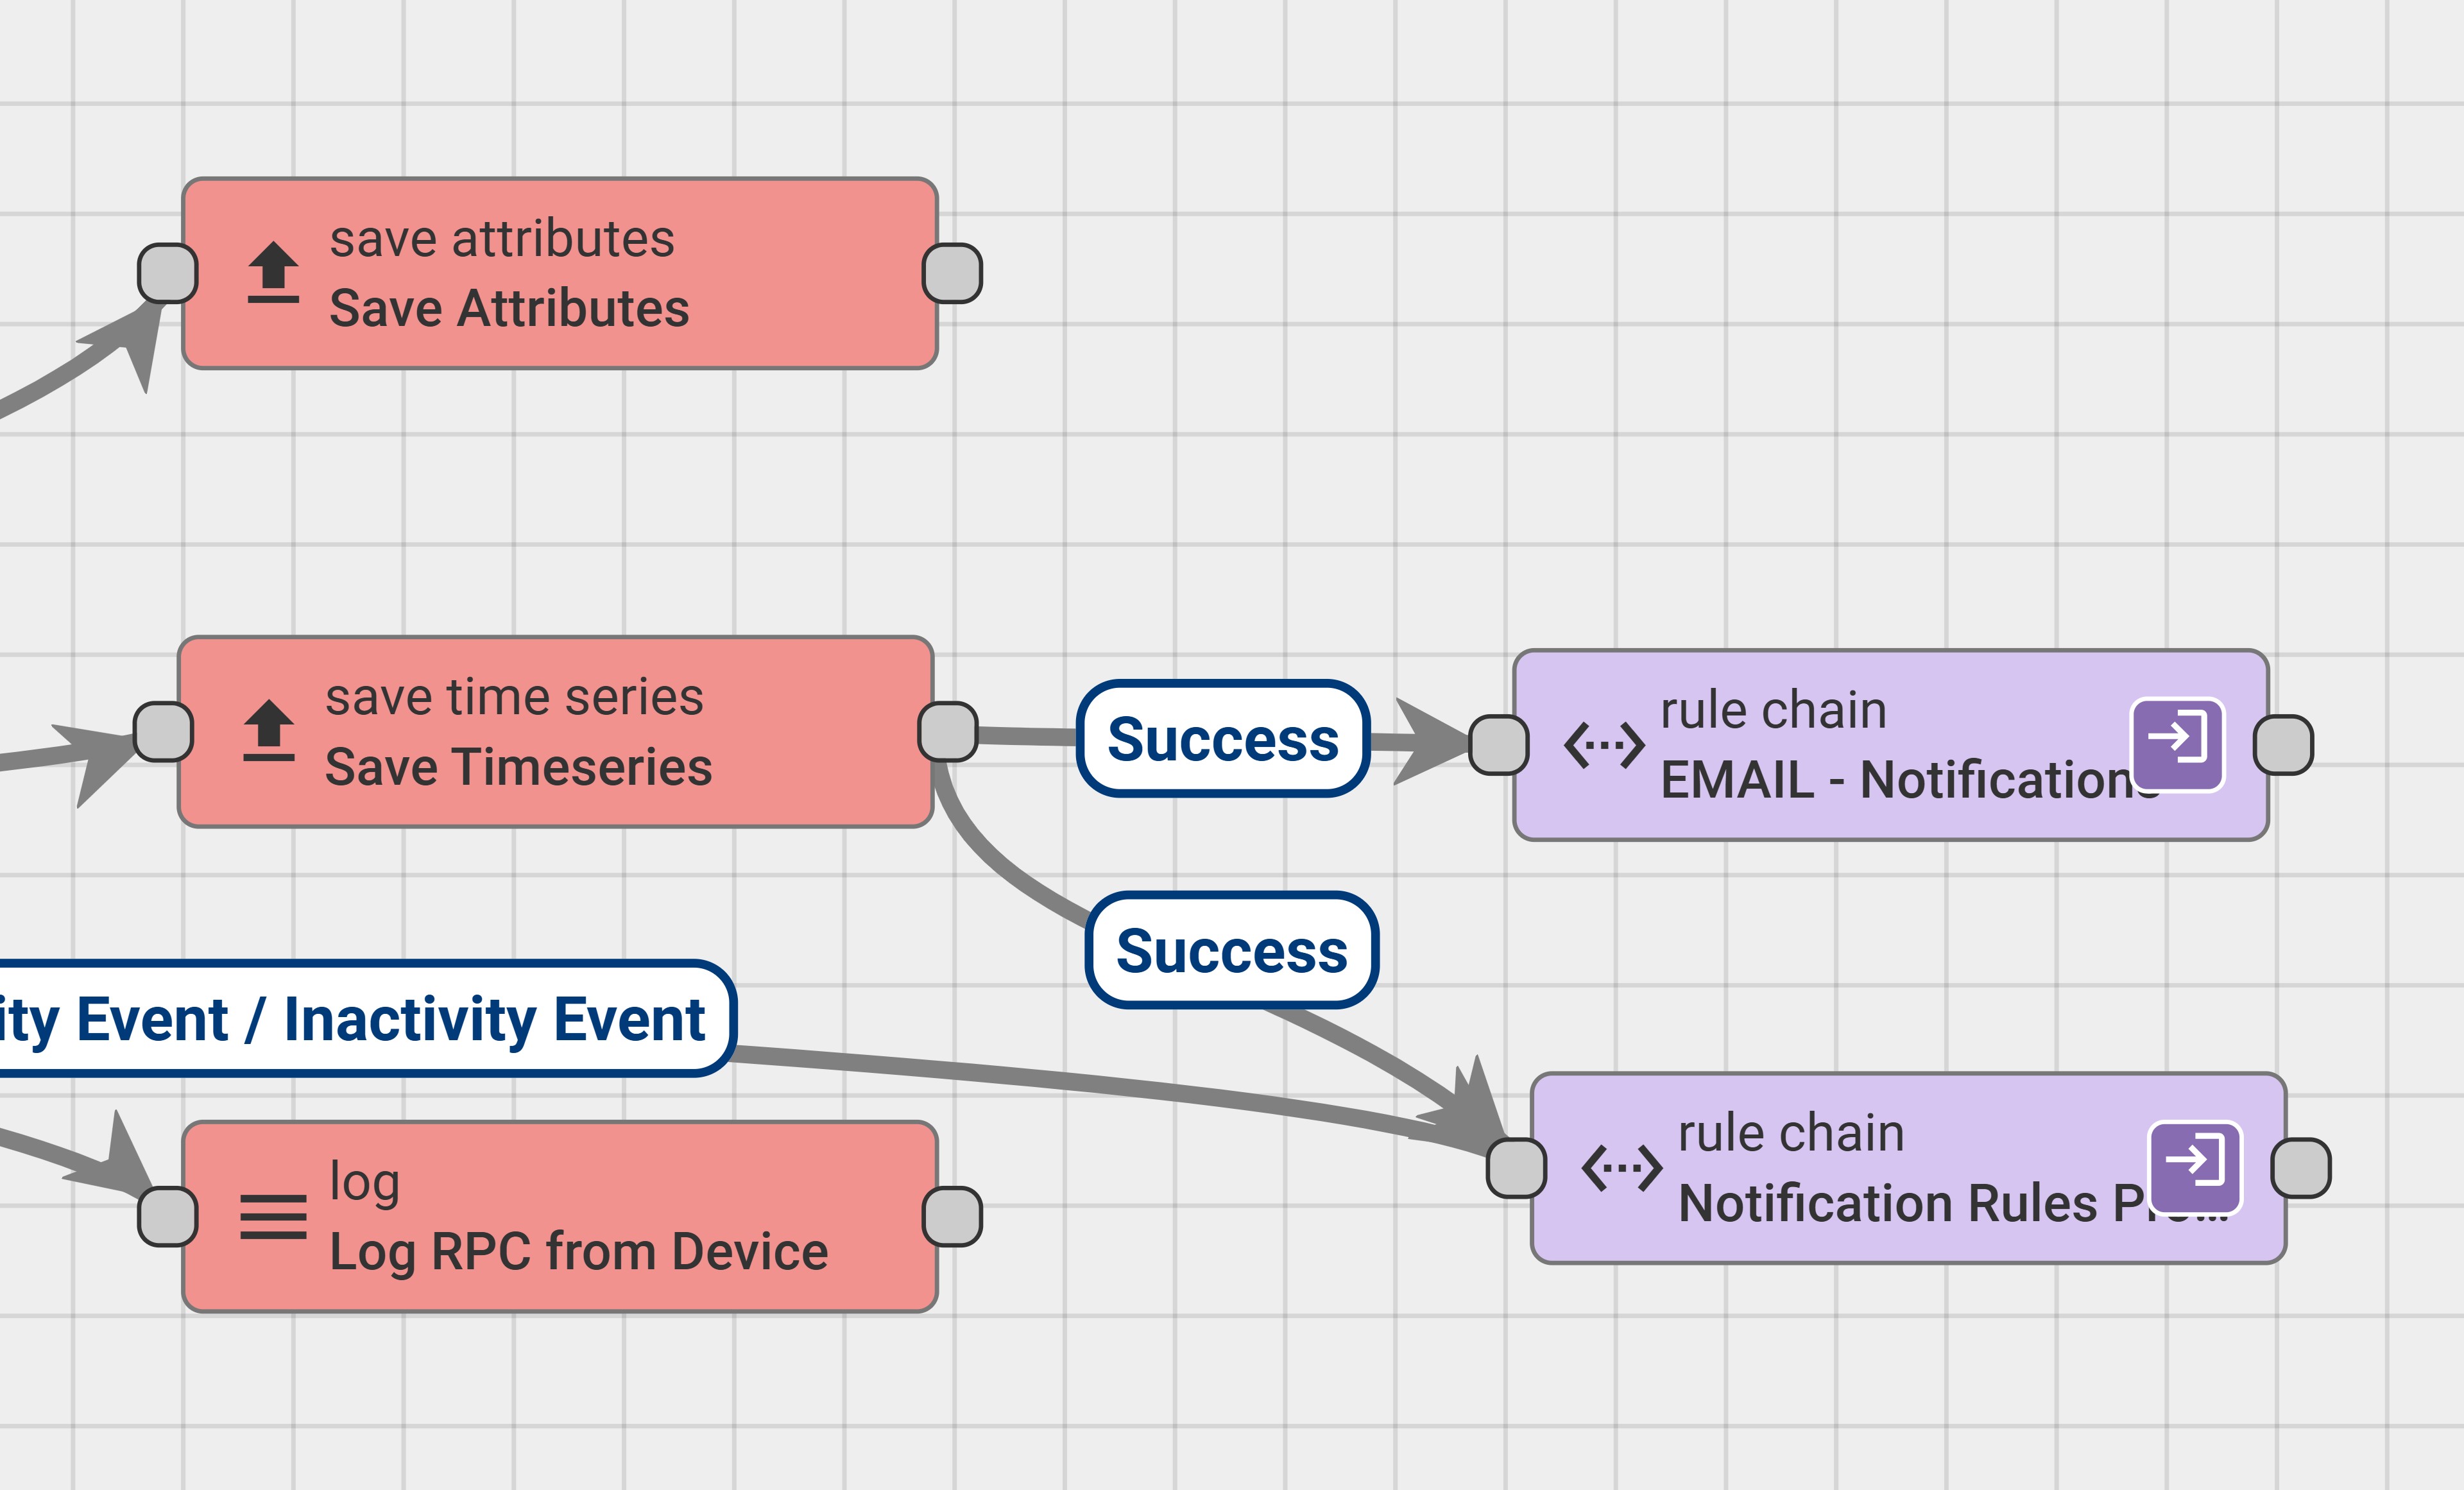 save attributes
Save Attributes
save time series
Save Timeseries
Success
rule chain
EMAIL - Notifications
Success
ity Event / Inactivity Event
rule chain
Notification Rules
log
Log RPC from Device